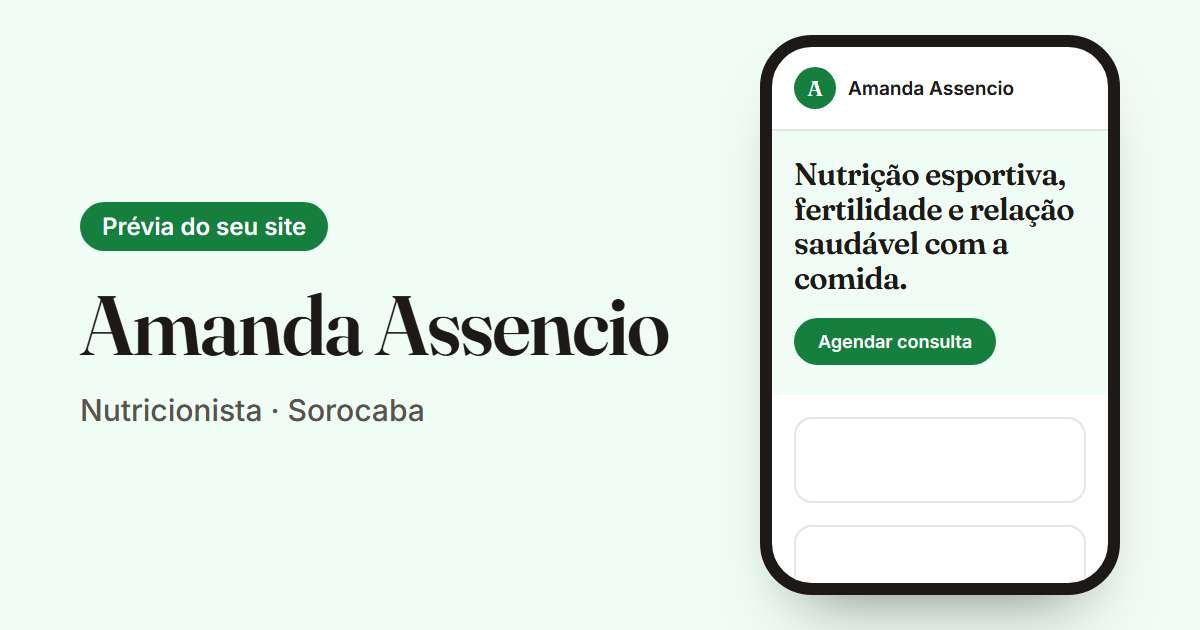 Prévia do seu site
Amanda Assencio
Nutricionista · Sorocaba
A
Amanda Assencio
Nutrição esportiva,
fertilidade e relação
saudável com a
comida.
Agendar consulta